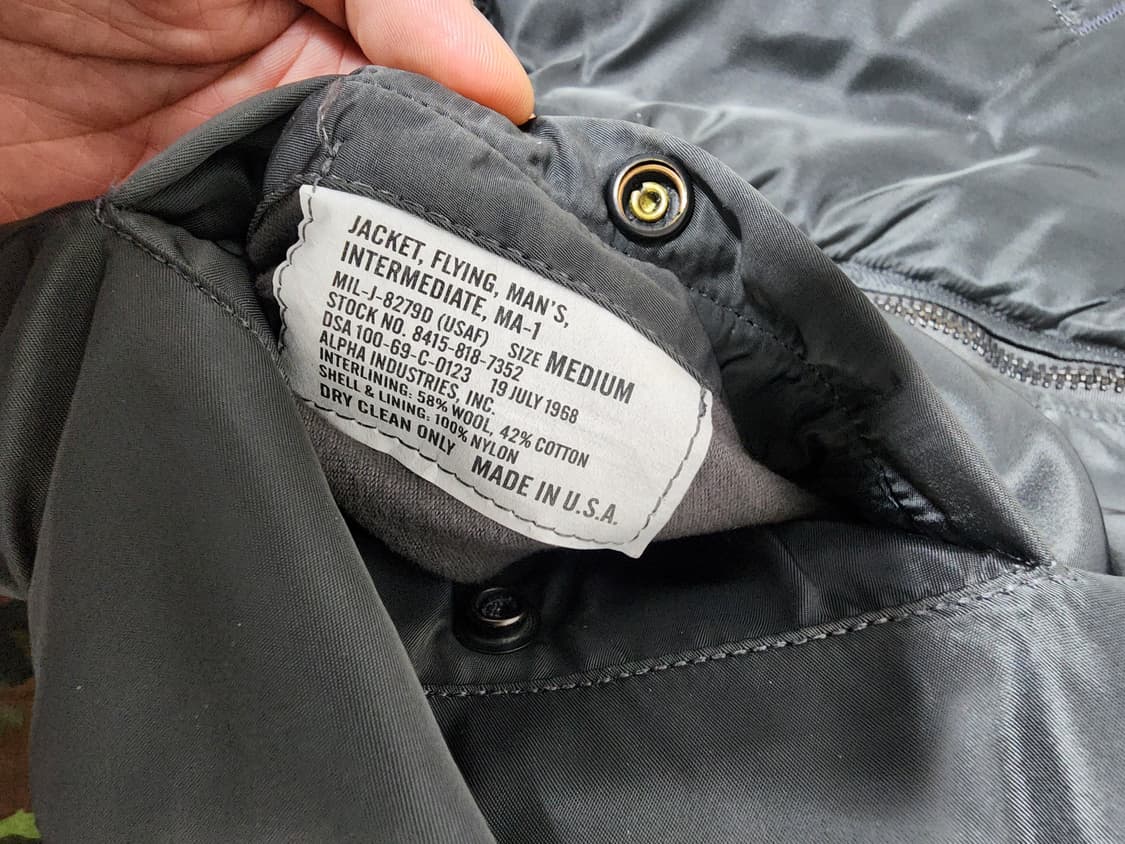 JACKET, FLYING, MAN'S,
INTERMEDIATE, MA-1
MIL-J-8279D (USAF) SIZE MEDIUM
STOCK NO. 8415-818-7352
DSA 100-69-C-0123 19 JULY 1968
ALPHA INDUSTRIES, INC.
INTERLINING: 58% WOOL, 42% COTTON
SHELL & LINING: 100% NYLON
DRY CLEAN ONLY MADE IN U.S.A.